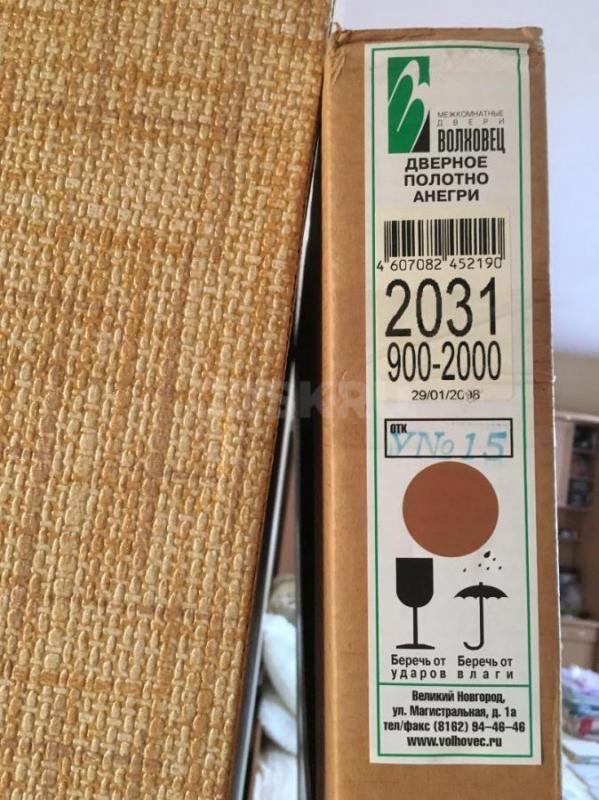 МЕЖКОМНАТНЫЕ
ДВЕРИ
ВОЛХОВЕЦ
ДВЕРНОЕ
ПОЛОТНО
АНЕГРИ
4 607082 452190
2031
900-2000
29/01/2008
ОТК
УNo 15
Беречь от ударов
Беречь от влаги
Великий Новгород,
ул. Магистральная, д. 1а
тел/факс (8162) 94-46-46
www.volhovec.ru